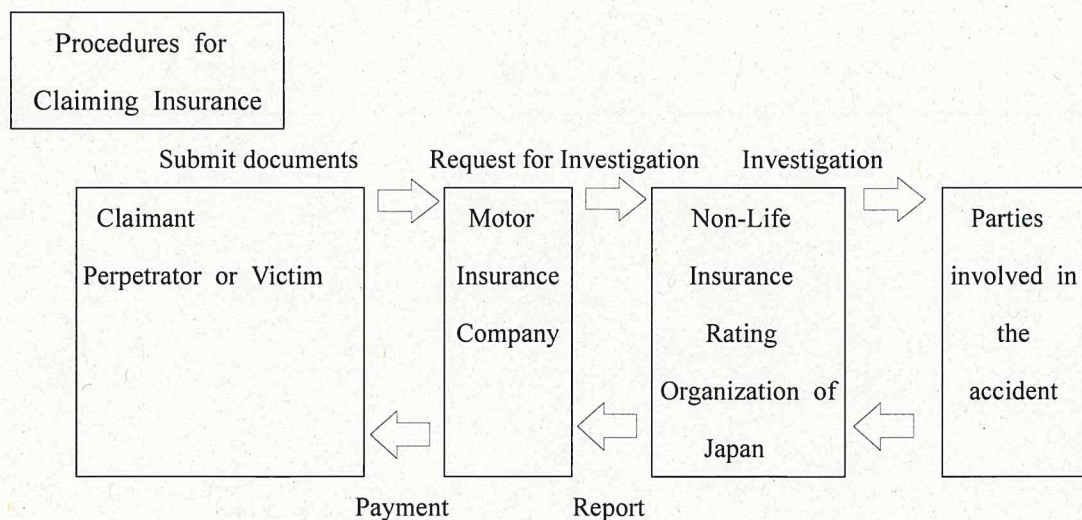 Procedures for
Claiming Insurance
Submit documents
Request for Investigation
Investigation
Claimant
Perpetrator or Victim
Motor
Insurance
Company
Non-Life
Insurance
Rating
Organization of
Japan
Parties
involved in
the
accident
Payment
Report